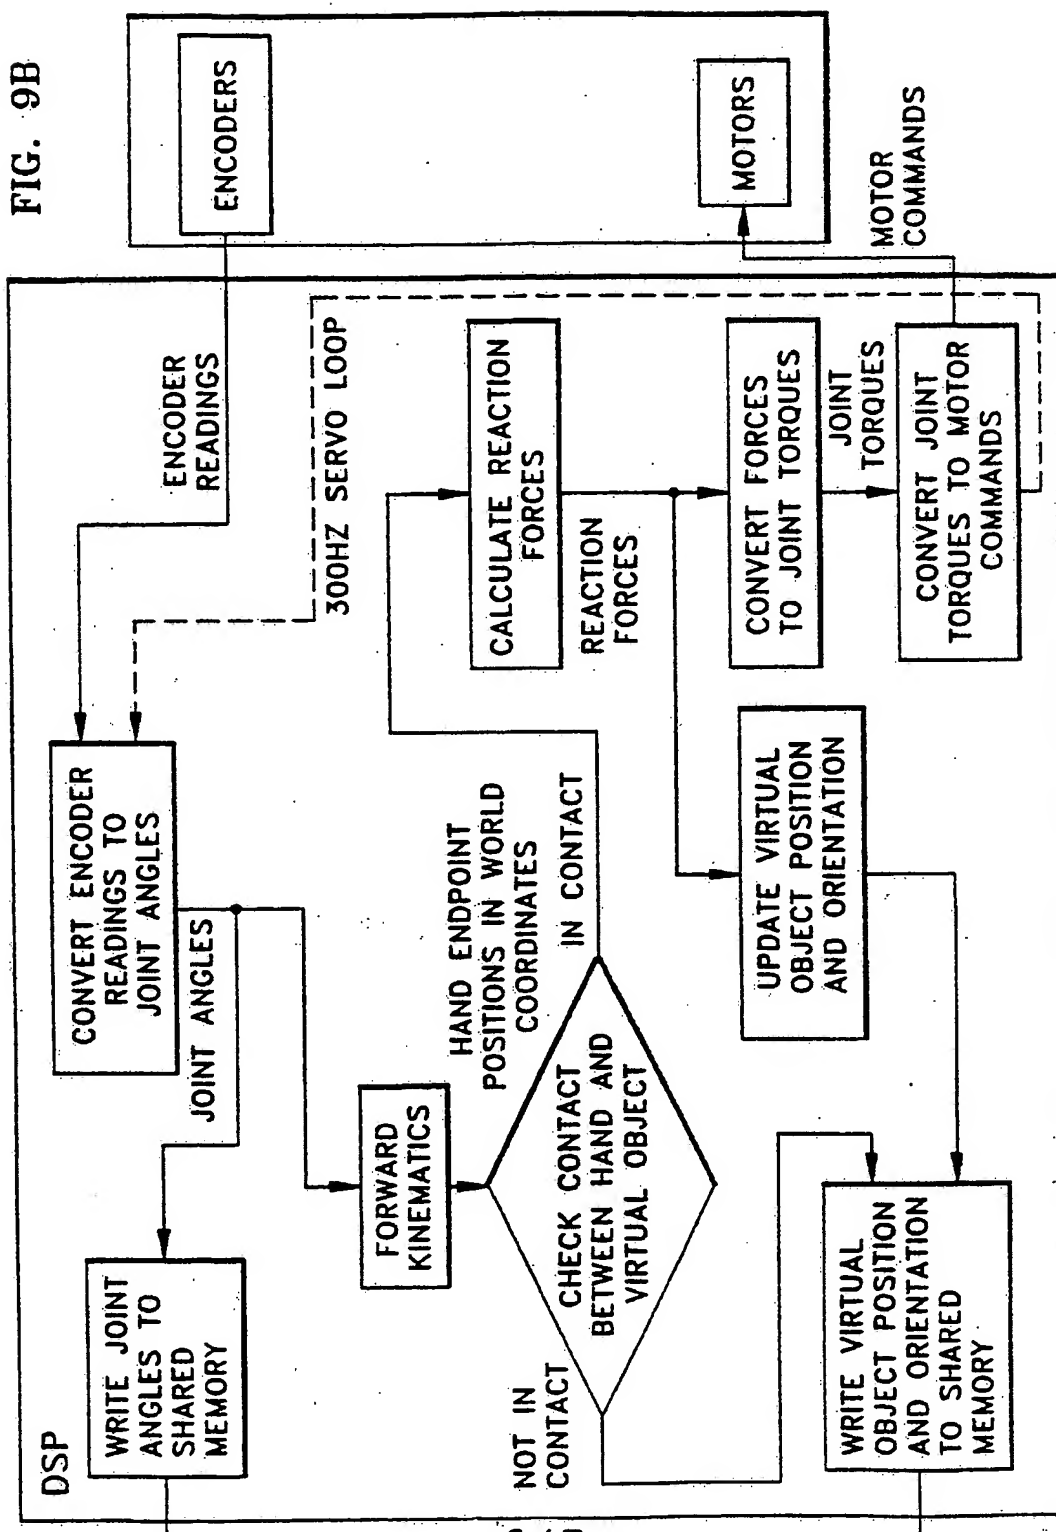 FIG. 9B
DSP
ENCODERS
MOTORS
ENCODER
READINGS
MOTOR
COMMANDS
300HZ SERVO LOOP
CONVERT ENCODER
READINGS TO
JOINT ANGLES
JOINT ANGLES
WRITE JOINT
ANGLES TO
SHARED
MEMORY
FORWARD
KINEMATICS
HAND ENDPOINT
POSITIONS IN WORLD
COORDINATES
CHECK CONTACT
BETWEEN HAND AND
VIRTUAL OBJECT
IN CONTACT
NOT IN
CONTACT
CALCULATE REACTION
FORCES
REACTION
FORCES
CONVERT FORCES
TO JOINT TORQUES
JOINT
TORQUES
CONVERT JOINT
TORQUES TO MOTOR
COMMANDS
UPDATE VIRTUAL
OBJECT POSITION
AND ORIENTATION
WRITE VIRTUAL
OBJECT POSITION
AND ORIENTATION
TO SHARED
MEMORY